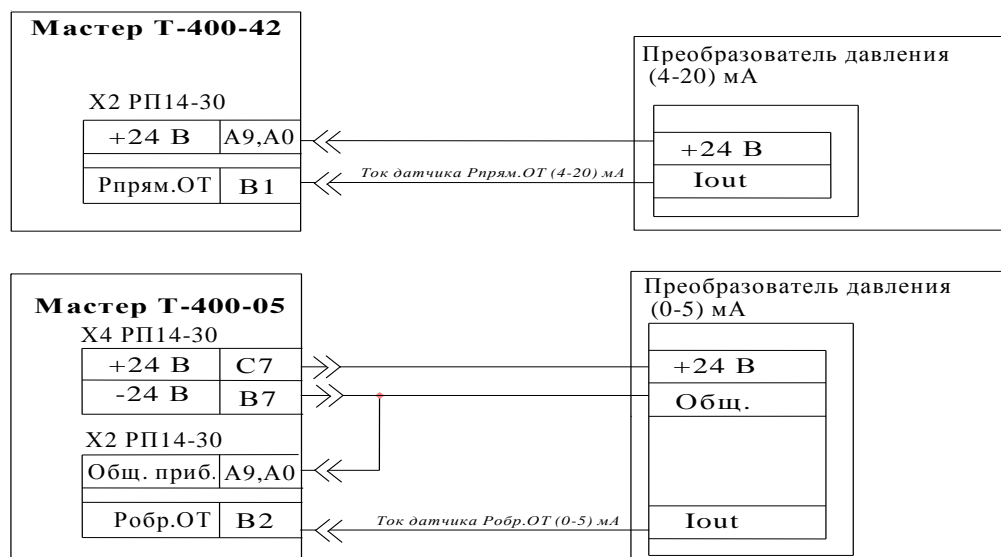 Мастер Т-400-42
Х2 РП14-30
+24 В А9,А0
Рпрям.ОТ В1
Ток датчика Рпрям.ОТ (4-20) мА
Преобразователь давления
(4-20) мА
+24 В
Iout
Мастер Т-400-05
Х4 РП14-30
+24 В С7
-24 В В7
Х2 РП14-30
Общ. приб. А9,А0
Робр.ОТ В2
Ток датчика Робр.ОТ (0-5) мА
Преобразователь давления
(0-5) мА
+24 В
Общ.
Iout